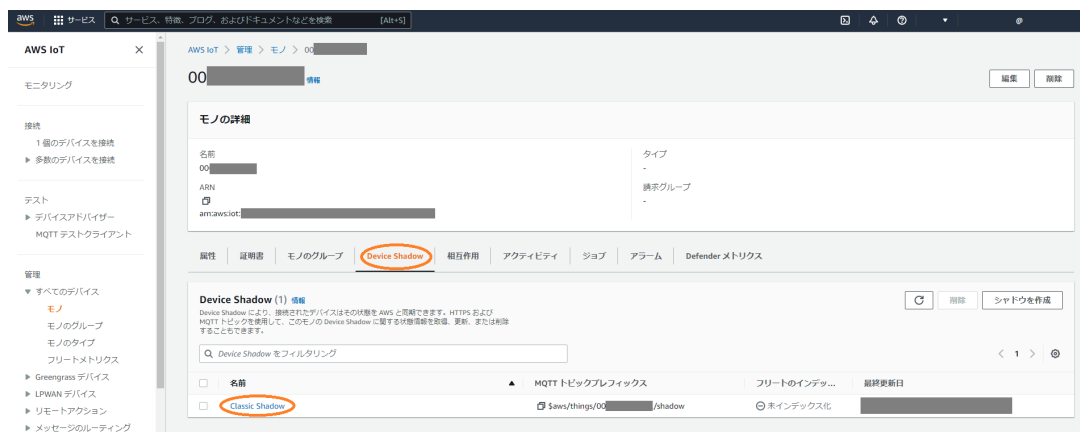 aws
サービス
サービス、特徴、ブログ、およびドキュメントなどを検索
[Alt+S]
@
AWS IoT
モニタリング
接続
1 個のデバイスを接続
多数のデバイスを接続
テスト
デバイスアドバイザー
MQTT テストクライアント
管理
すべてのデバイス
モノ
モノのグループ
モノのタイプ
フリートメトリクス
Greengrass デバイス
LPWAN デバイス
リモートアクション
メッセージのルーティング
AWS IoT > 管理 > モノ > 00
00 情報
編集
削除
モノの詳細
名前
00
ARN
arn:aws:iot:
タイプ
-
請求グループ
-
属性
証明書
モノのグループ
Device Shadow
相互作用
アクティビティ
ジョブ
アラーム
Defender メトリクス
Device Shadow (1) 情報
Device Shadow により、接続されたデバイスはその状態を AWS と同期できます。HTTPS および
MQTT トピックを使用して、このモノの Device Shadow に関する状態情報を取得、更新、または削除
することもできます。
削除
シャドウを作成
Device Shadow をフィルタリング
1
名前
MQTT トピックプレフィックス
フリートのインデッ...
最終更新日
Classic Shadow
$aws/things/00 /shadow
未インデックス化